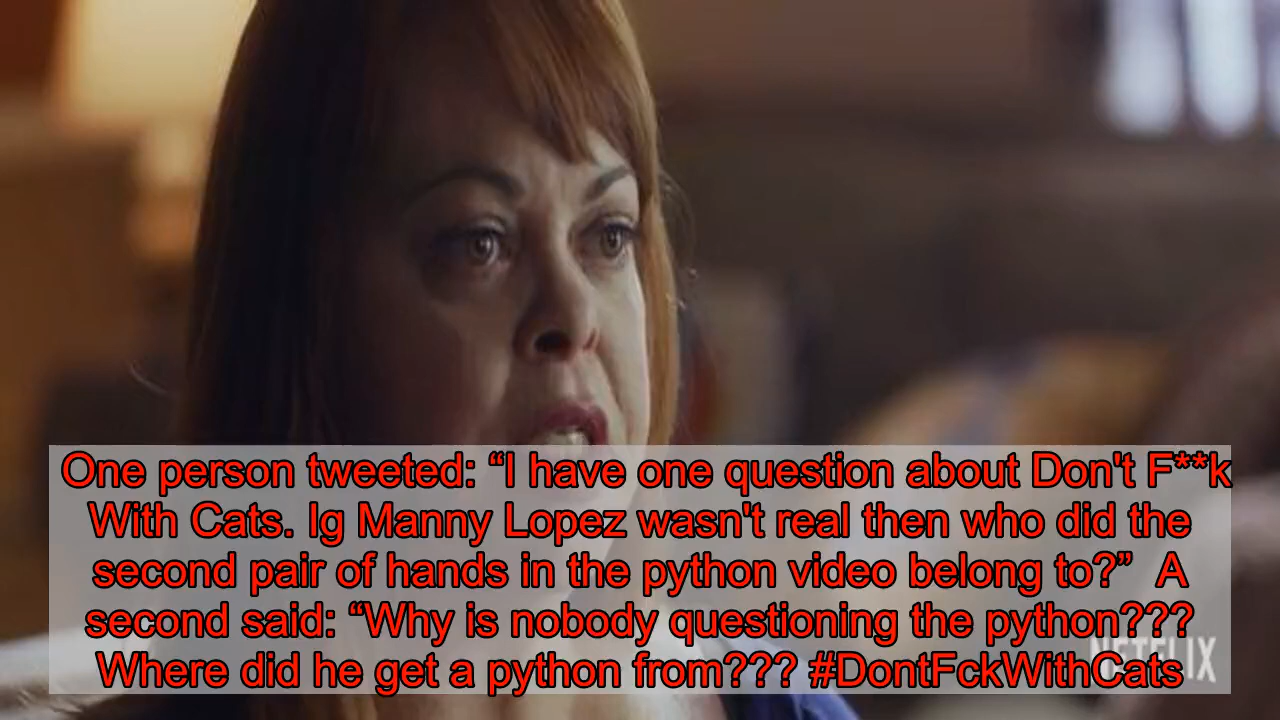 One person tweeted: “I have one question about Don't F**k
With Cats. Ig Manny Lopez wasn't real then who did the
second pair of hands in the python video belong to?”  A
second said: “Why is nobody questioning the python???
Where did he get a python from??? #DontFckWithCats
NETFLIX